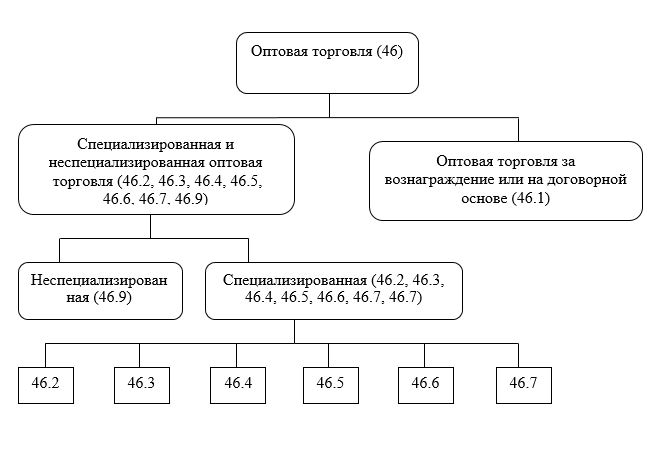 Оптовая торговля (46)
Специализированная и
неспециализированная оптовая
торговля (46.2, 46.3, 46.4, 46.5,
46.6, 46.7, 46.9)
Оптовая торговля за
вознаграждение или на договорной
основе (46.1)
Неспециализирован
ная (46.9)
Специализированная (46.2, 46.3,
46.4, 46.5, 46.6, 46.7, 46.7)
46.2
46.3
46.4
46.5
46.6
46.7